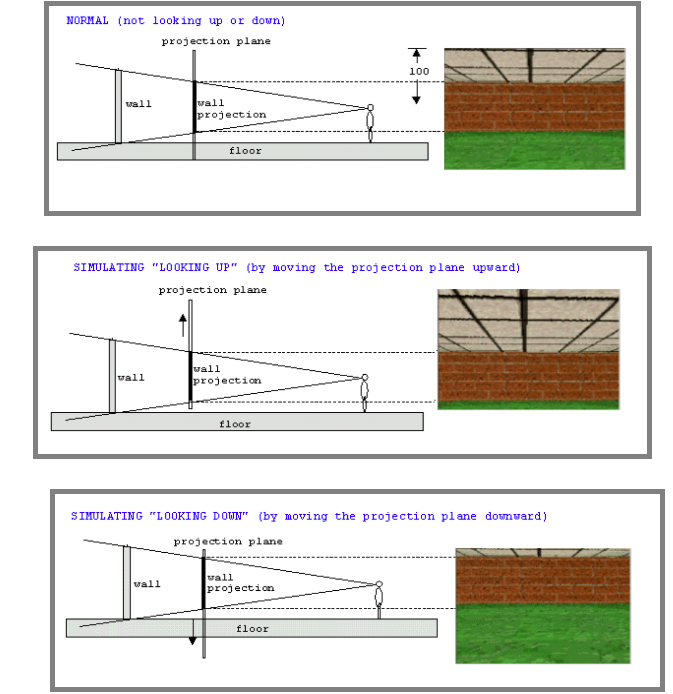 NORMAL (not looking up or down)
projection plane
100
wall
wall
projection
floor
SIMULATING "LOOKING UP" (by moving the projection plane upward)
projection plane
wall
projection
wall
floor
SIMULATING "LOOKING DOWN" (by moving the projection plane downward)
projection plane
wall
wall
projection
floor